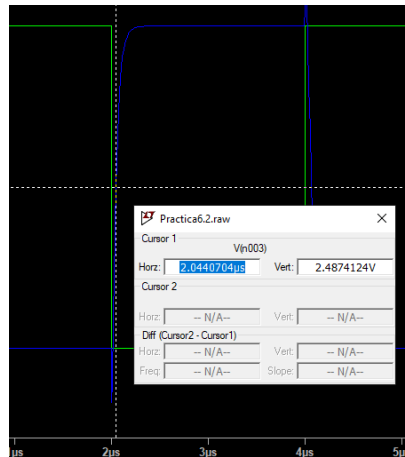 Practica6.2.raw
Cursor 1
V(n003)
Horz: 2.0440704µs Vert: 2.4874124V
Cursor 2
Horz: -- N/A-- Vert: -- N/A--
Diff (Cursor2 - Cursor1)
Horz: -- N/A-- Vert: -- N/A--
Freq: -- N/A-- Slope: -- N/A--
1µs 2µs 3µs 4µs 5µ